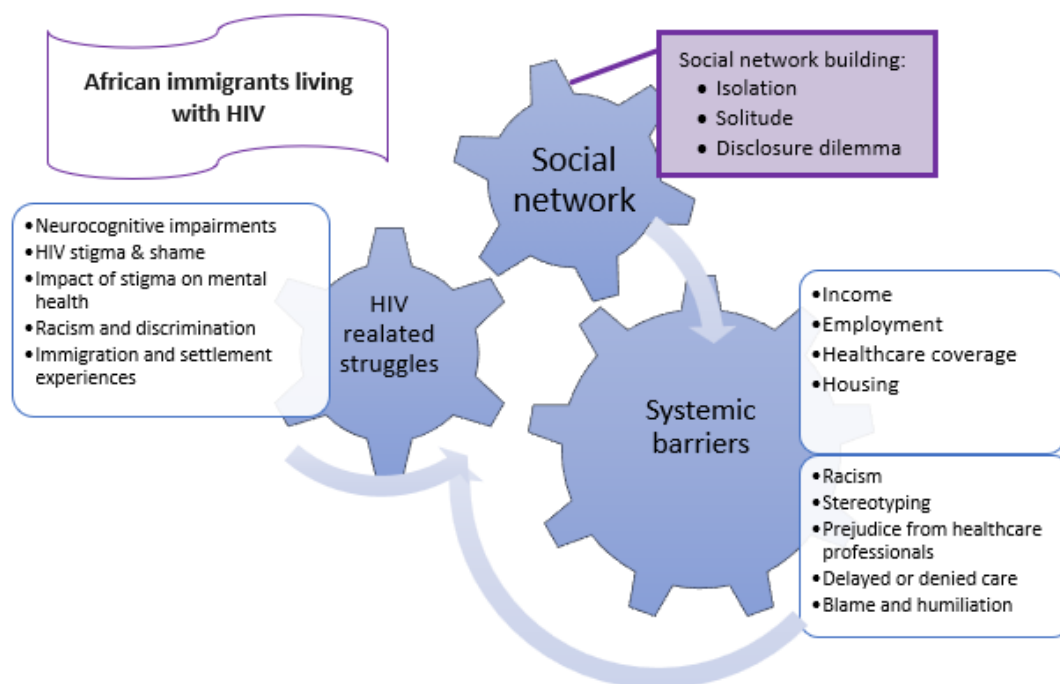 African immigrants living
with HIV
Social network building:
• Isolation
• Solitude
• Disclosure dilemma
Social
network
•Neurocognitive impairments
•HIV stigma & shame
•Impact of stigma on mental
health
•Racism and discrimination
•Immigration and settlement
experiences
HIV
realated
struggles
•Income
•Employment
•Healthcare coverage
•Housing
Systemic
barriers
•Racism
•Stereotyping
•Prejudice from healthcare
professionals
•Delayed or denied care
•Blame and humiliation